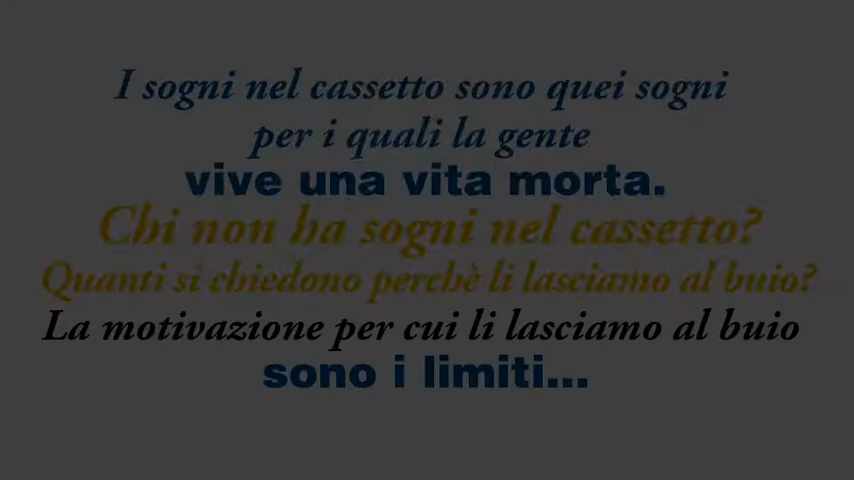 I sogni nel cassetto sono quei sogni
per i quali la gente
vive una vita morta.
Chi non ha sogni nel cassetto?
Quanti si chiedono perchè li lasciamo al buio?
La motivazione per cui li lasciamo al buio
sono i limiti...